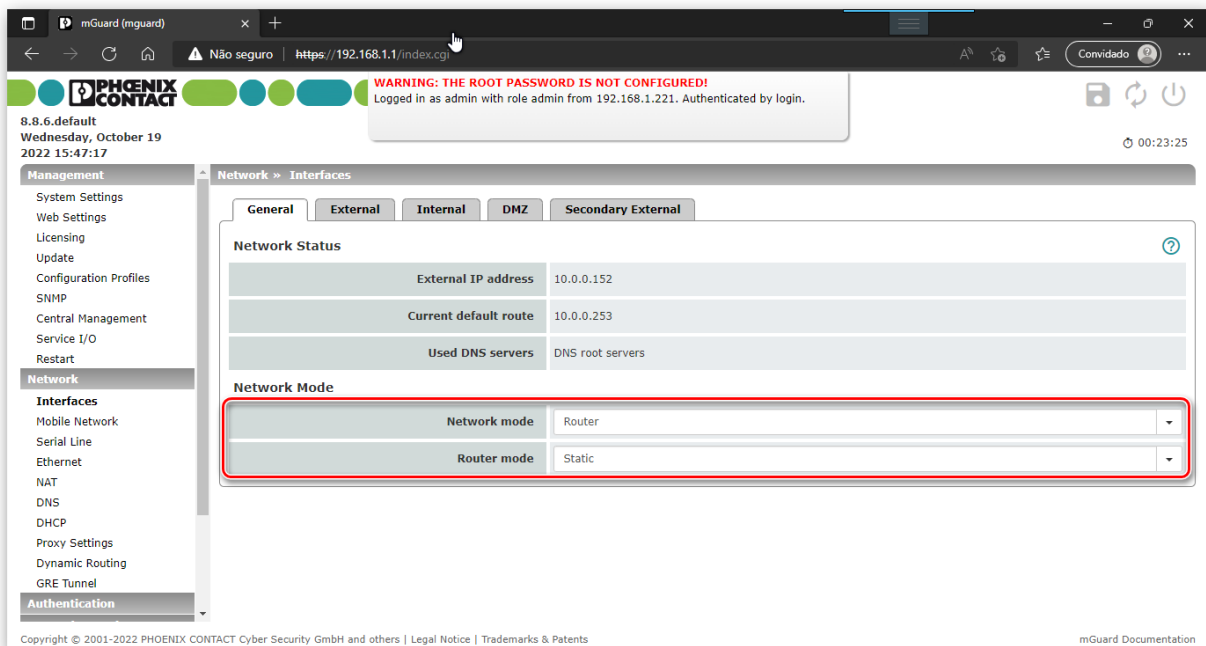 mGuard (mguard)
Não seguro | https://192.168.1.1/index.cgi
Convidado
PHŒNIX
CONTACT
WARNING: THE ROOT PASSWORD IS NOT CONFIGURED!
Logged in as admin with role admin from 192.168.1.221. Authenticated by login.
8.8.6.default
Wednesday, October 19
2022 15:47:17
00:23:25
Management
System Settings
Web Settings
Licensing
Update
Configuration Profiles
SNMP
Central Management
Service I/O
Restart
Network
Interfaces
Mobile Network
Serial Line
Ethernet
NAT
DNS
DHCP
Proxy Settings
Dynamic Routing
GRE Tunnel
Authentication
Network » Interfaces
General External Internal DMZ Secondary External
Network Status
External IP address 10.0.0.152
Current default route 10.0.0.253
Used DNS servers DNS root servers
Network Mode
Network mode Router
Router mode Static
Copyright © 2001-2022 PHOENIX CONTACT Cyber Security GmbH and others | Legal Notice | Trademarks & Patents
mGuard Documentation